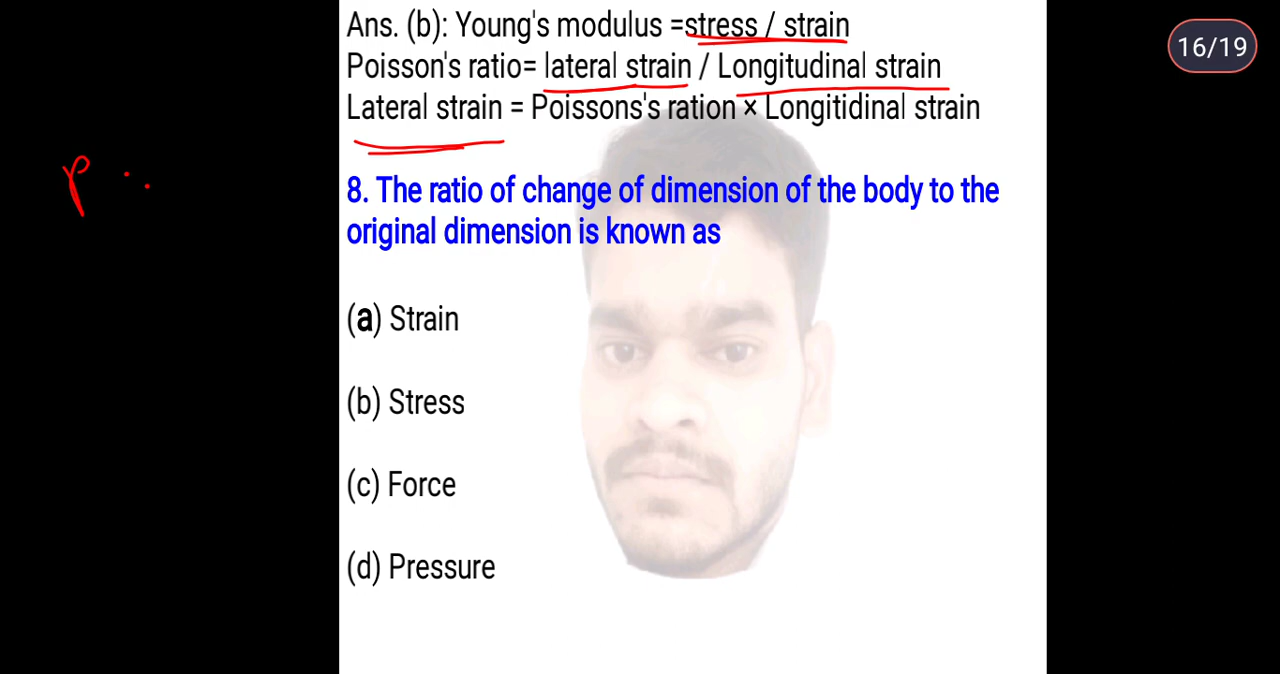 Ans. (b): Young's modulus =stress / strain
16/19
Poisson's ratio= lateral strain / Longitudinal strain
Lateral strain = Poissons's ration × Longitidinal strain
8. The ratio of change of dimension of the body to the
original dimension is known as
(a) Strain
(b) Stress
(c) Force
(d) Pressure